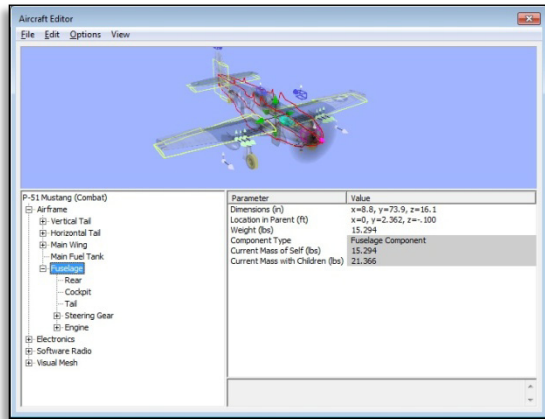 Aircraft Editor
File Edit Options View
P-51 Mustang (Combat)
Airframe
Vertical Tail
Horizontal Tail
Main Wing
Main Fuel Tank
Fuselage
Rear
Cockpit
Tail
Steering Gear
Engine
Electronics
Software Radio
Visual Mesh
Parameter Value
Dimensions (in) x=8.8, y=73.9, z=16.1
Location in Parent (ft) x=0, y=2.362, z=-.100
Weight (lbs) 15.294
Component Type Fuselage Component
Current Mass of Self (lbs) 15.294
Current Mass with Children (lbs) 21.366